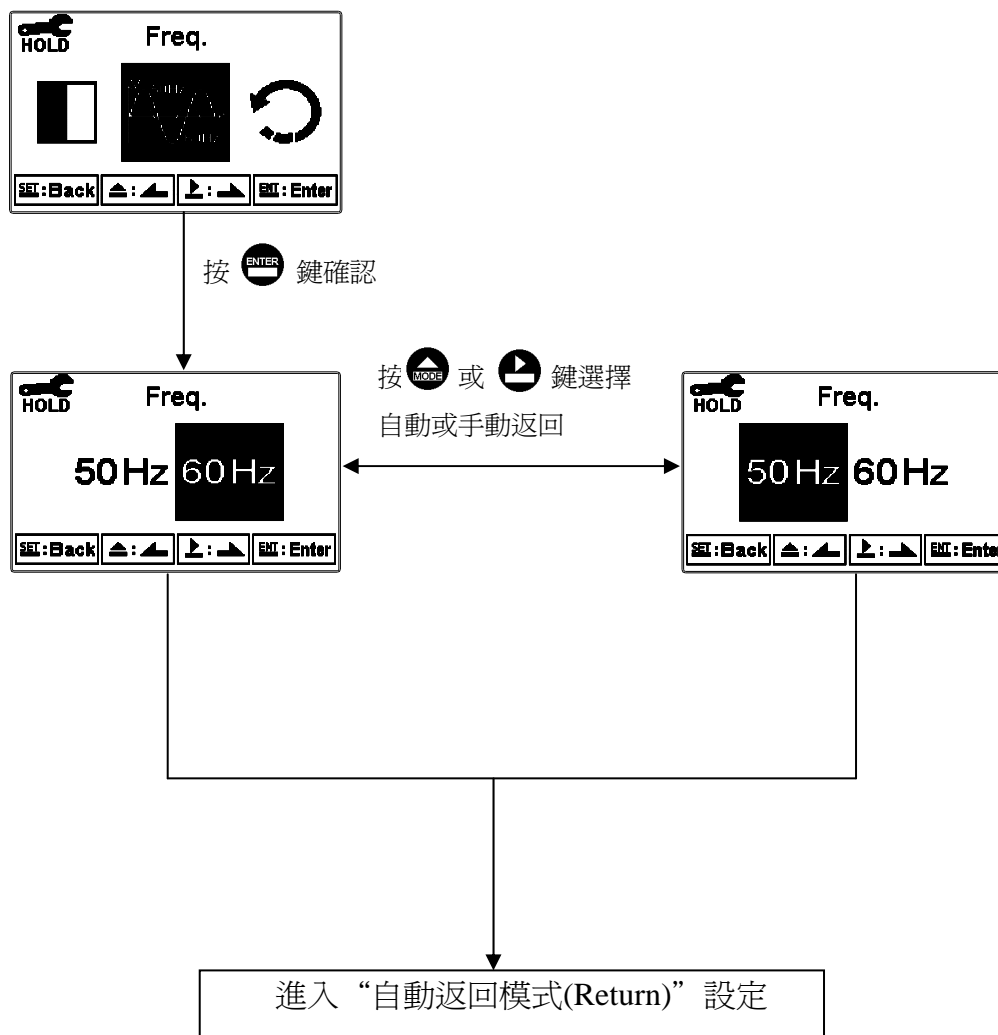 HOLD Freq.
SET:Back ▲: ▶: ENT:Enter
按 ENTER 鍵確認
按 MODE 或 鍵選擇
自動或手動返回
HOLD Freq.
50Hz 60Hz
SET:Back ▲: ▶: ENT:Enter
HOLD Freq.
50Hz 60Hz
SET:Back ▲: ▶: ENT:Enter
進入“自動返回模式(Return)”設定